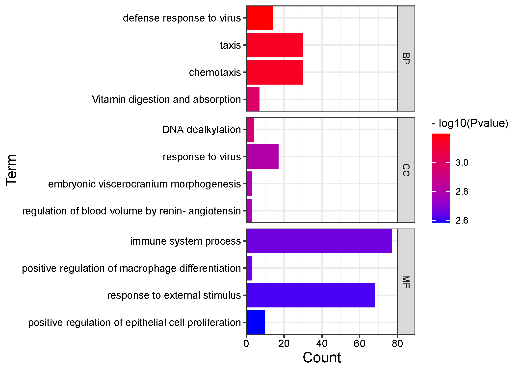 defense response to virus
taxis
chemotaxis
Vitamin digestion and absorption
BP
DNA dealkylation
response to virus
embryonic viscerocranium morphogenesis
regulation of blood volume by renin- angiotensin
CC
immune system process
positive regulation of macrophage differentiation
response to external stimulus
positive regulation of epithelial cell proliferation
MF
0 20 40 60 80
Count
Term
- log10(Pvalue)
3.0
2.8
2.6